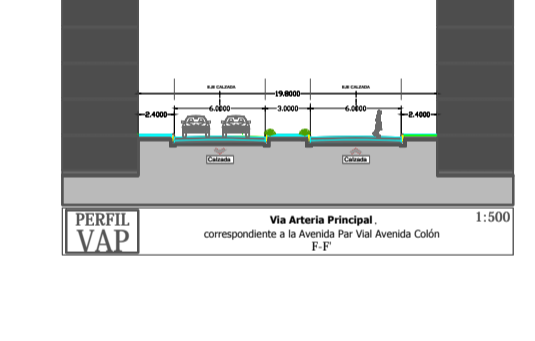 EJE CALZADA EJE CALZADA
19.8000
2.4000 6.0000 3.0000 6.0000 2.4000
Calzada Calzada
PERFIL
VAP
Via Arteria Principal.
correspondiente a la Avenida Par Vial Avenida Colón
F-F'
1:500